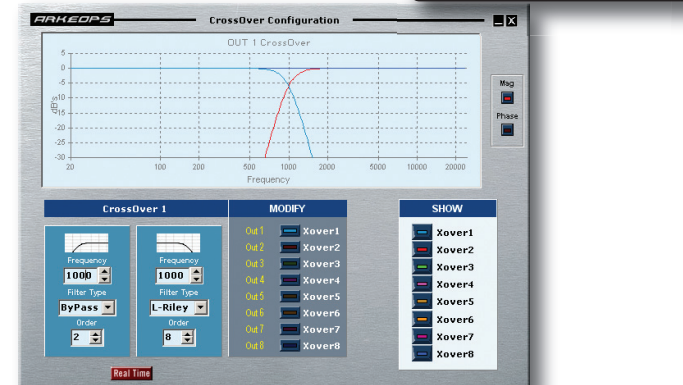 ARKEOPS CrossOver Configuration X
OUT 1 CrossOver
5
0
-5
-10
-15
-20
-25
-30
dB's
20 100 200 500 1000 2000 5000 10000 20000
Frequency
Mag
Phase
CrossOver 1
Frequency
1000
Filter Type
ByPass
Order
2
Frequency
1000
Filter Type
L-Riley
Order
8
MODIFY
Out 1 Xover1
Out 2 Xover2
Out 3 Xover3
Out 4 Xover4
Out 5 Xover5
Out 6 Xover6
Out 7 Xover7
Out 8 Xover8
SHOW
Xover1
Xover2
Xover3
Xover4
Xover5
Xover6
Xover7
Xover8
Real Time